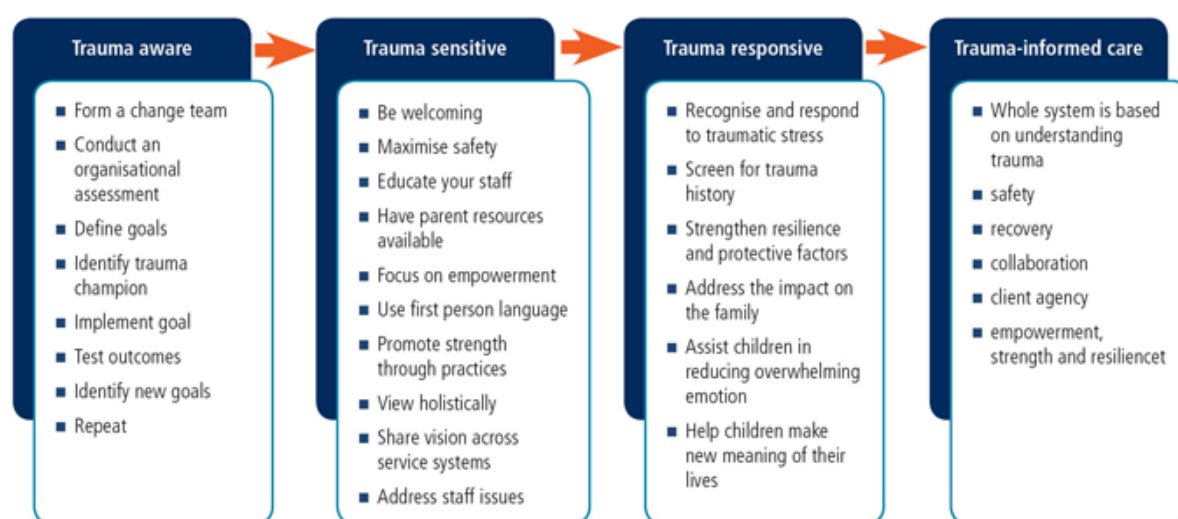 Trauma aware
■ Form a change team
■ Conduct an
organisational
assessment
■ Define goals
■ Identify trauma
champion
■ Implement goal
■ Test outcomes
■ Identify new goals
■ Repeat
Trauma sensitive
■ Be welcoming
■ Maximise safety
■ Educate your staff
■ Have parent resources
available
■ Focus on empowerment
■ Use first person language
■ Promote strength
through practices
■ View holistically
■ Share vision across
service systems
■ Address staff issues
Trauma responsive
■ Recognise and respond
to traumatic stress
■ Screen for trauma
history
■ Strengthen resilience
and protective factors
■ Address the impact on
the family
■ Assist children in
reducing overwhelming
emotion
■ Help children make
new meaning of their
lives
Trauma-informed care
■ Whole system is based
on understanding
trauma
■ safety
■ recovery
■ collaboration
■ client agency
■ empowerment,
strength and resiliencet